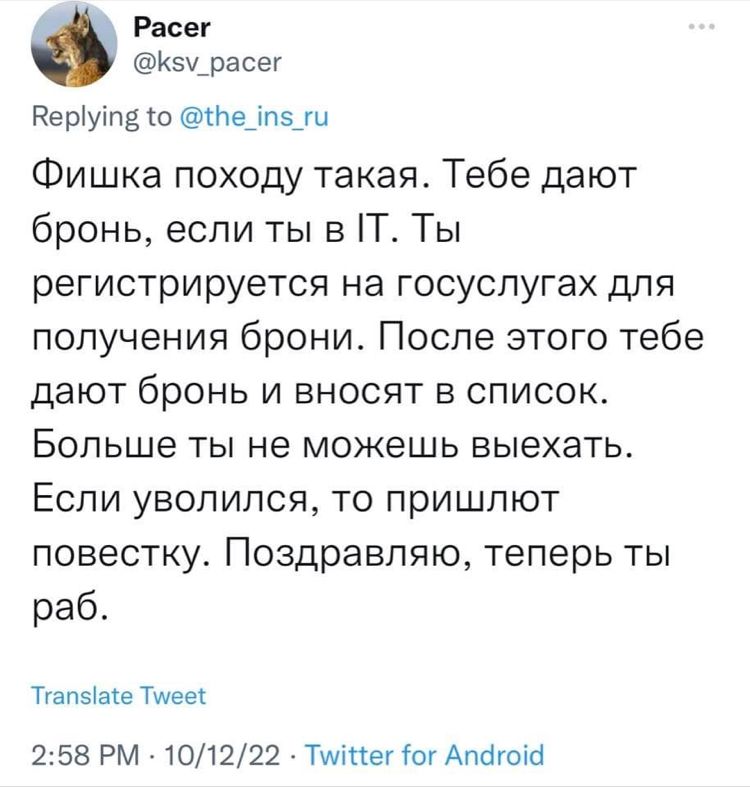 Pacer
@ksv_pacer
Replying to @the_ins_ru
Фишка походу такая. Тебе дают
бронь, если ты в IT. Ты
регистрируется на госуслугах для
получения брони. После этого тебе
дают бронь и вносят в список.
Больше ты не можешь выехать.
Если уволился, то пришлют
повестку. Поздравляю, теперь ты
раб.
Translate Tweet
2:58 PM · 10/12/22 · Twitter for Android